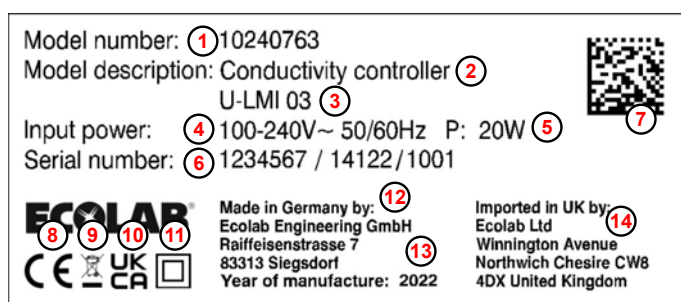 Model number: 1 10240763
Model description: Conductivity controller 2
U-LMI 03 3
Input power: 4 100-240V~ 50/60Hz P: 20W 5
Serial number: 6 1234567 / 14122/1001
7
ECOLAB®
8 9 10 11
CE UK CA
Made in Germany by: 12
Ecolab Engineering GmbH
Raiffeisenstrasse 7 13
83313 Siegsdorf
Year of manufacture: 2022
Imported in UK by:
Ecolab Ltd 14
Winnington Avenue
Northwich Chesire CW8
4DX United Kingdom